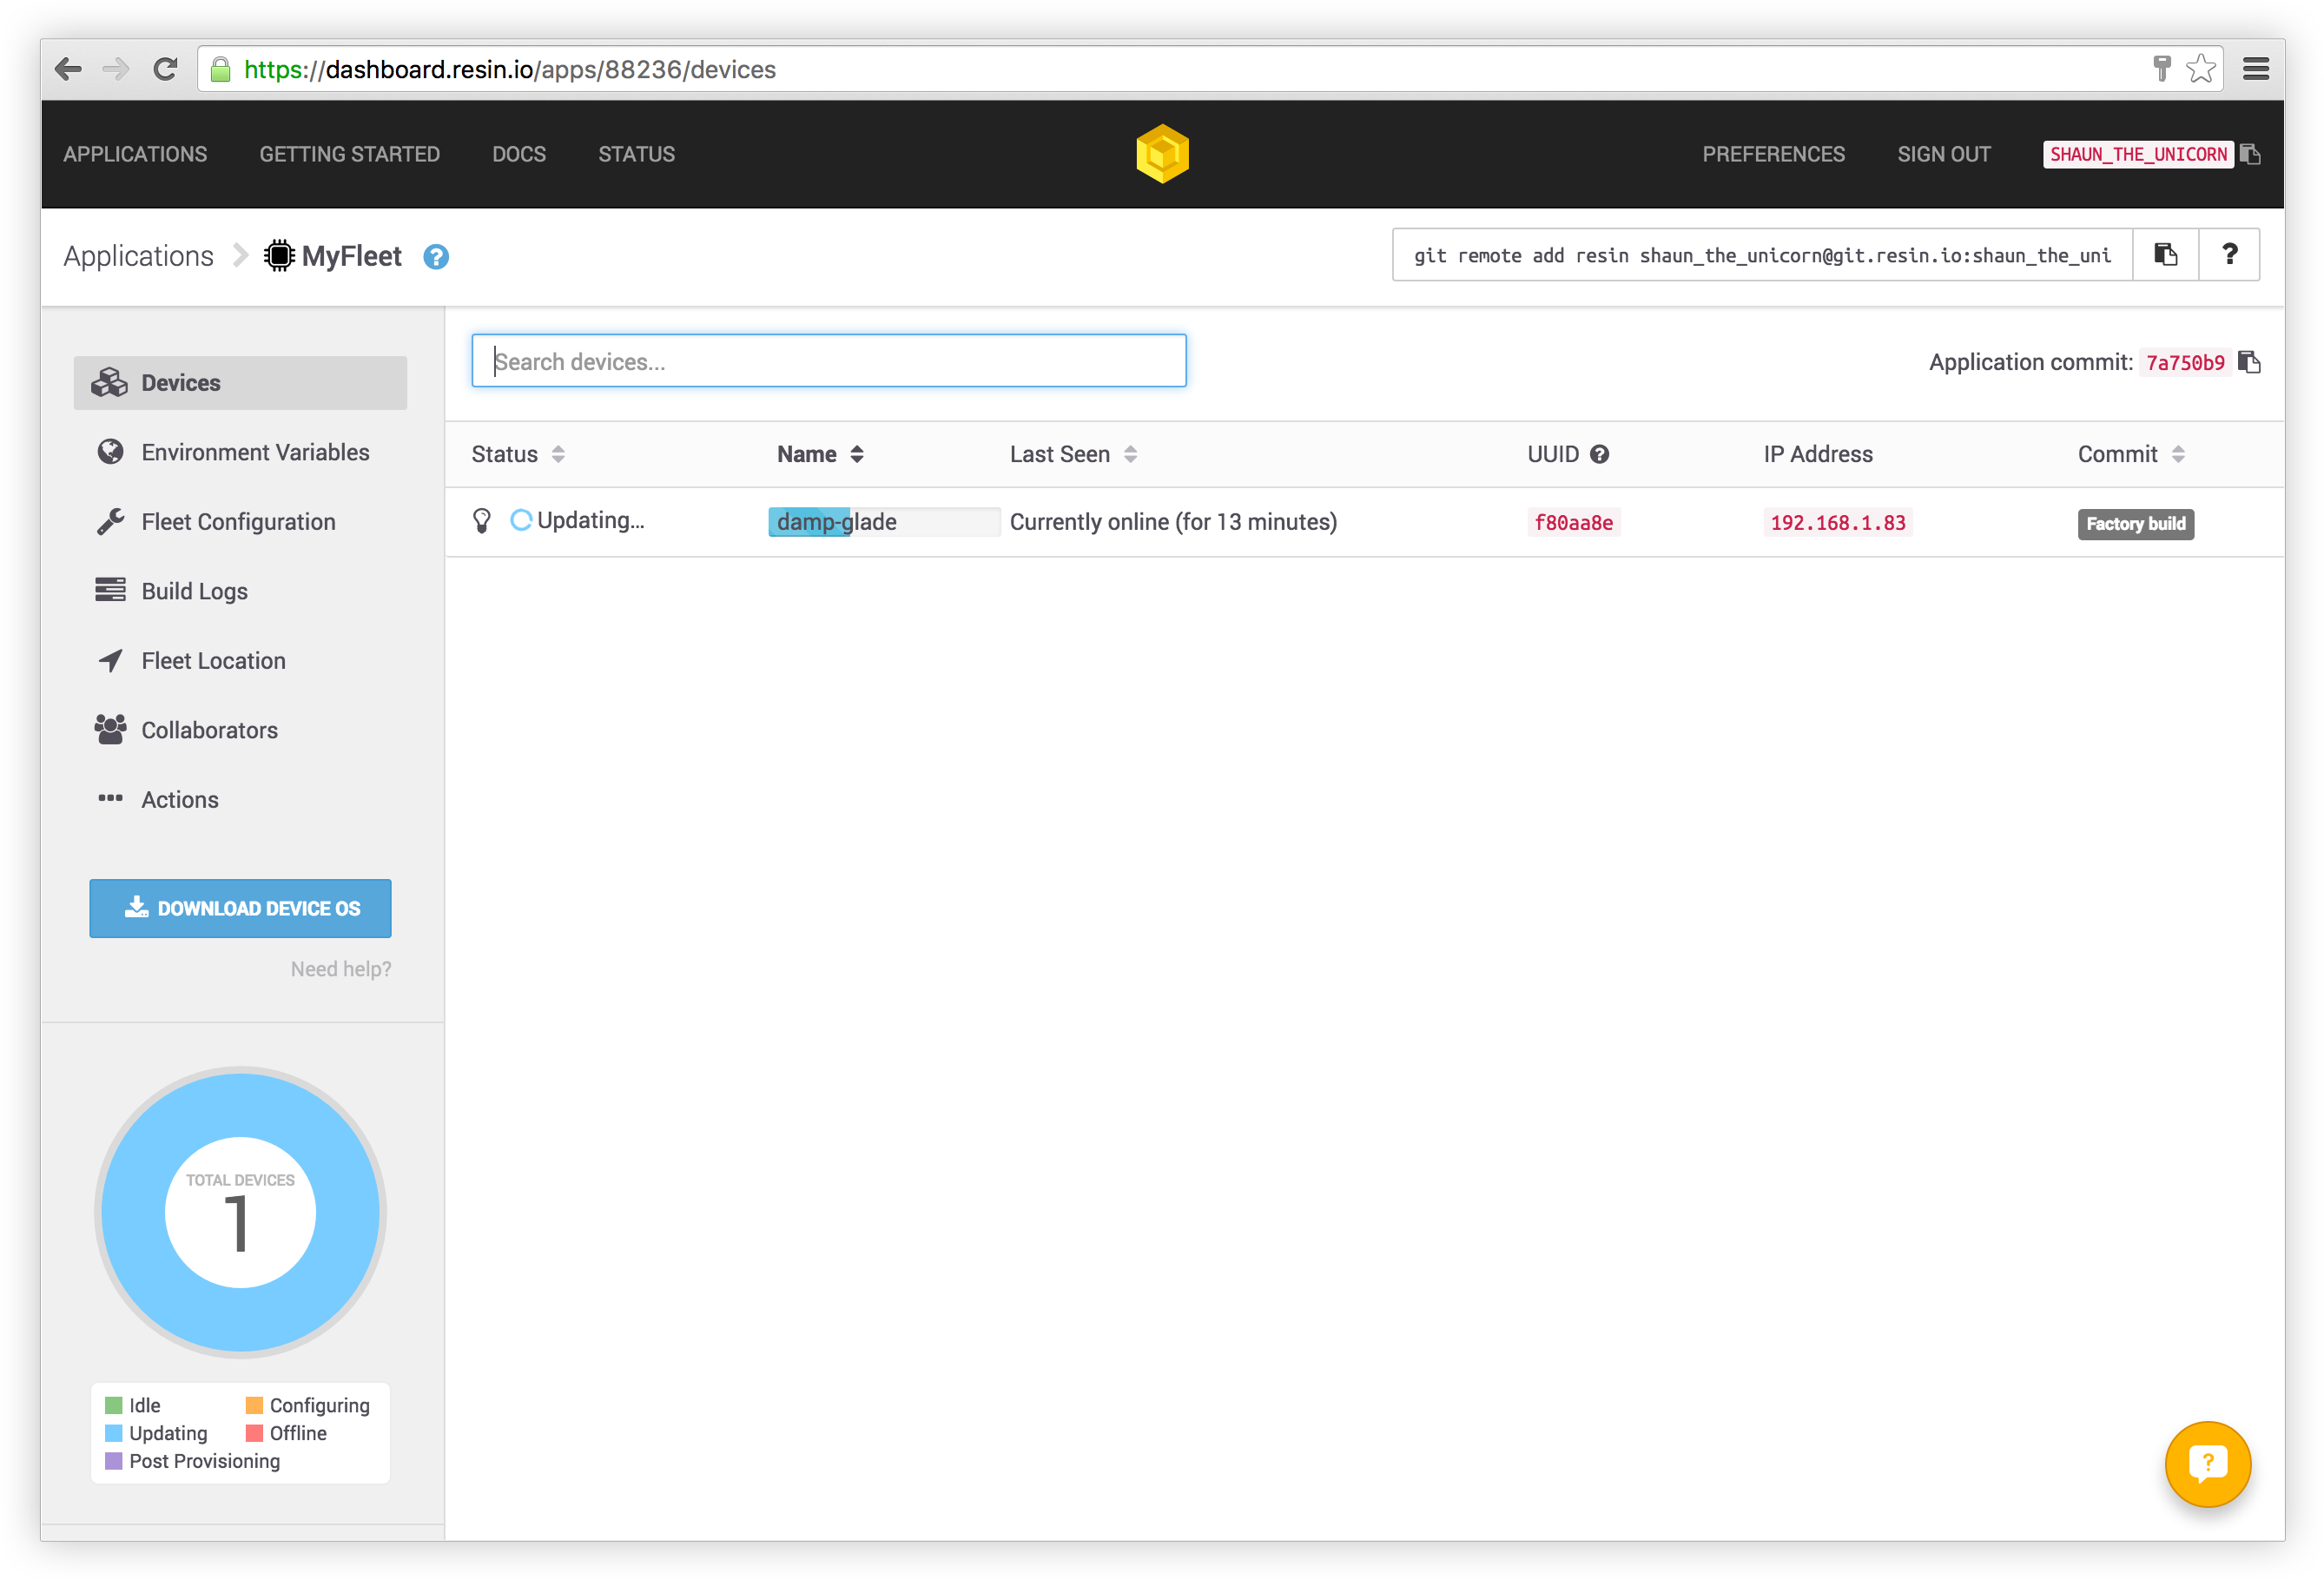 https://dashboard.resin.io/apps/88236/devices
APPLICATIONS GETTING STARTED DOCS STATUS PREFERENCES SIGN OUT SHAUN_THE_UNICORN
Applications MyFleet ? git remote add resin shaun_the_unicorn@git.resin.io:shaun_the_uni ?
Devices
Environment Variables
Fleet Configuration
Build Logs
Fleet Location
Collaborators
Actions
DOWNLOAD DEVICE OS
Need help?
TOTAL DEVICES
1
Idle Configuring
Updating Offline
Post Provisioning
Search devices... Application commit: 7a750b9
Status Name Last Seen UUID ? IP Address Commit
Updating... damp-glade Currently online (for 13 minutes) f80aa8e 192.168.1.83 Factory build
?